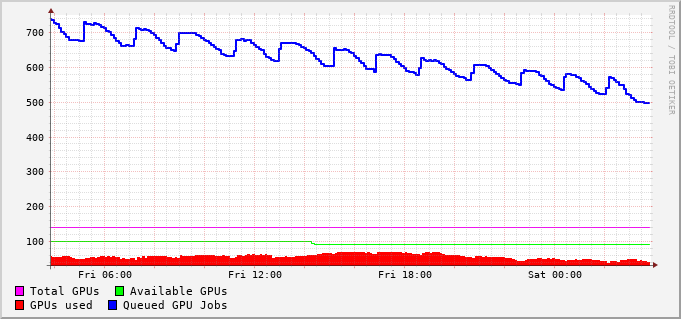 700
600
500
400
300
200
100
Fri 06:00 Fri 12:00 Fri 18:00 Sat 00:00
Total GPUs Available GPUs
GPUs used Queued GPU Jobs
RRDTOOL / TOBI OETIKER